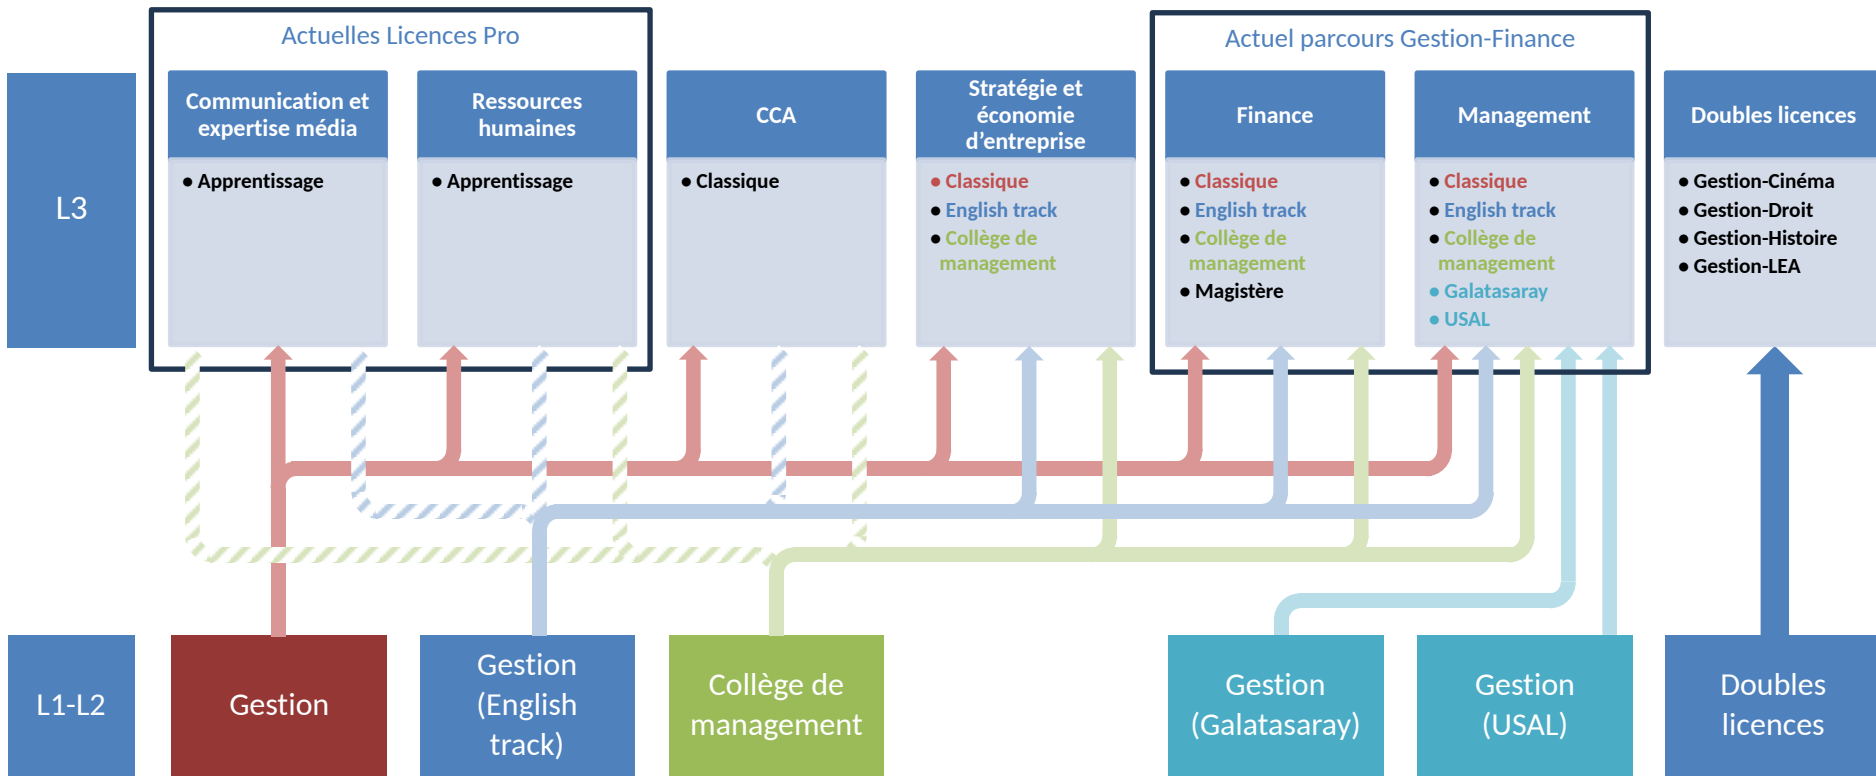 Actuelles Licences Pro
Actuel parcours Gestion-Finance
L3
Communication et
expertise média
• Apprentissage
Ressources
humaines
• Apprentissage
CCA
• Classique
Stratégie et
économie
d’entreprise
• Classique
• English track
• Collège de
management
Finance
• Classique
• English track
• Collège de
management
• Magistère
Management
• Classique
• English track
• Collège de
management
• Galatasaray
• USAL
Doubles licences
• Gestion-Cinéma
• Gestion-Droit
• Gestion-Histoire
• Gestion-LEA
L1-L2
Gestion
Gestion
(English
track)
Collège de
management
Gestion
(Galatasaray)
Gestion
(USAL)
Doubles
licences